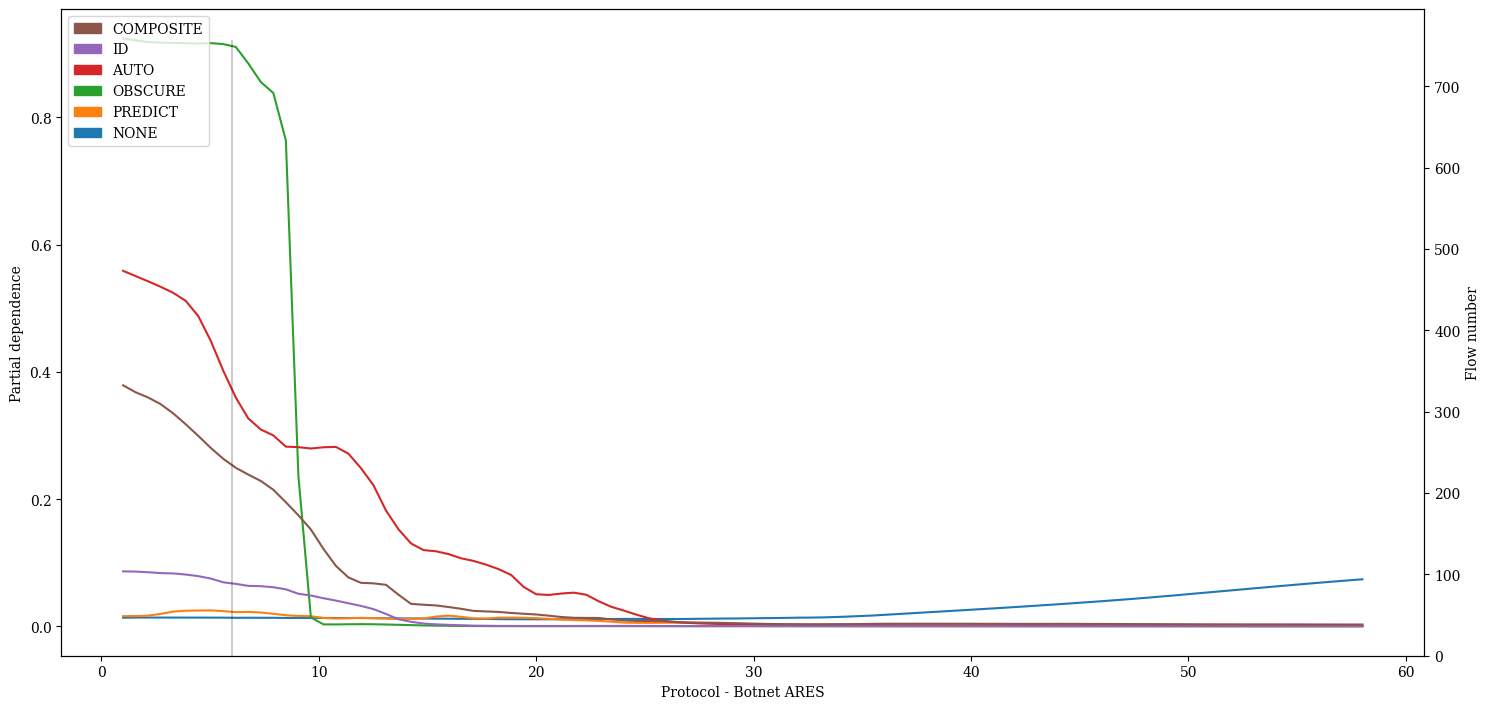 COMPOSITE
ID
AUTO
OBSCURE
PREDICT
NONE
Partial dependence
0.8
0.6
0.4
0.2
0.0
0
10
20
30
40
50
60
Protocol - Botnet ARES
700
600
500
400
300
200
100
0
Flow number